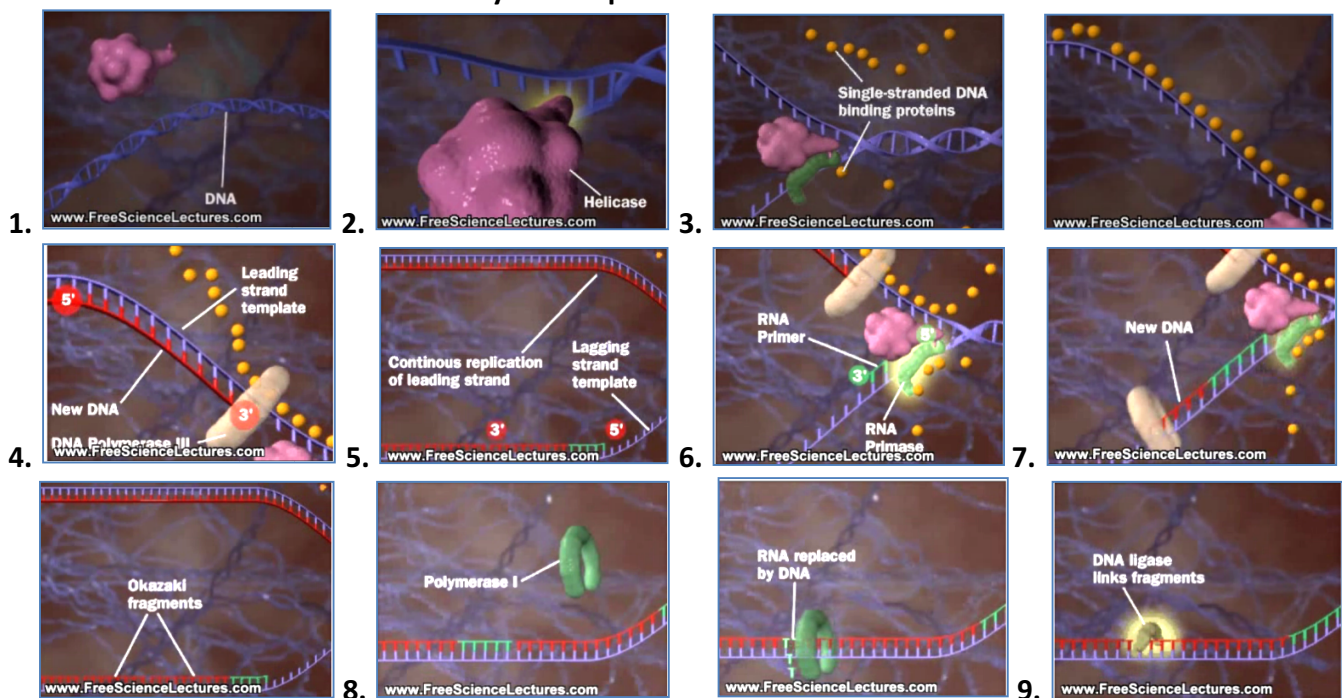 DNA
www.FreeScienceLectures.com
1.
Helicase
www.FreeScienceLectures.com
2.
Single-stranded DNA
binding proteins
www.FreeScienceLectures.com
3.
www.FreeScienceLectures.com
5'
Leading
strand
template
New DNA
3'
DNA Polymerase III
www.FreeScienceLectures.com
4.
Continous replication
of leading strand
Lagging
strand
template
3'
5'
www.FreeScienceLectures.com
5.
RNA
Primer
5'
3'
RNA
Primase
www.FreeScienceLectures.com
6.
New DNA
www.FreeScienceLectures.com
7.
Okazaki
fragments
www.FreeScienceLectures.com
Polymerase I
www.FreeScienceLectures.com
8.
RNA replaced
by DNA
www.FreeScienceLectures.com
DNA ligase
links fragments
www.FreeScienceLectures.com
9.